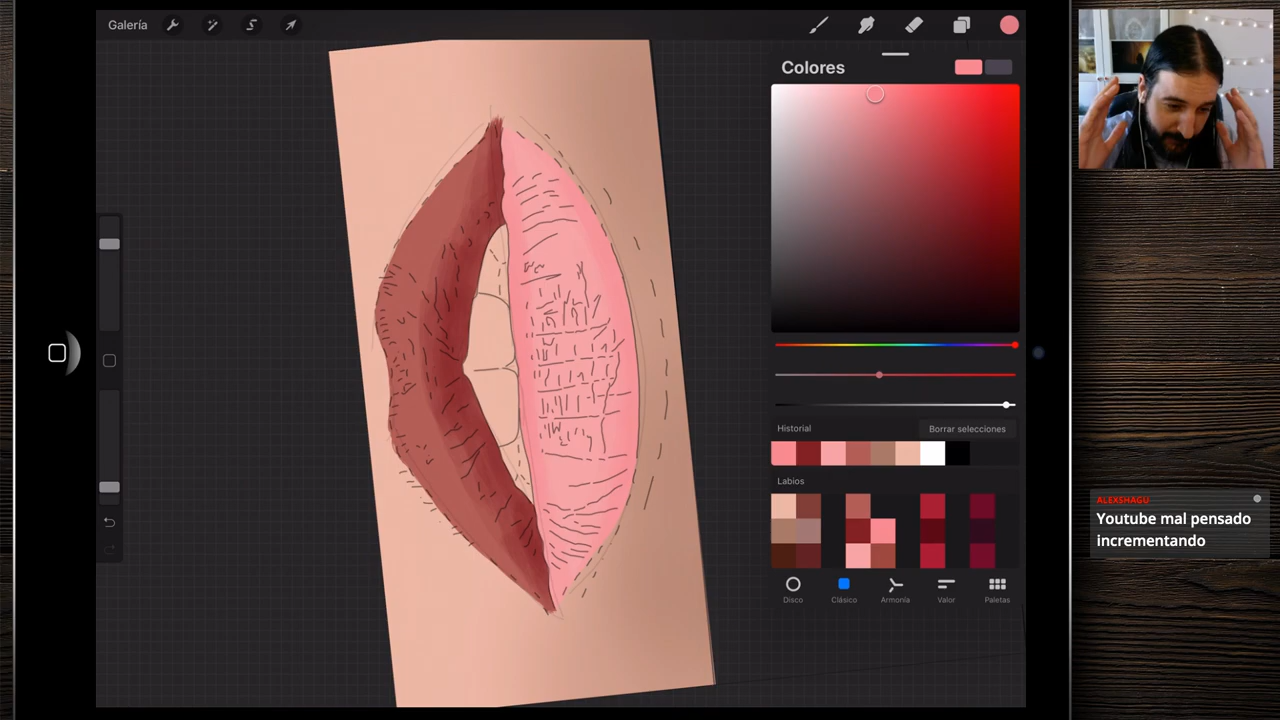 Galería
Colores
Historial
Borrar selecciones
Labios
Disco
Clásico
Armonía
Valor
Paletas
ALEXSHAGU
Youtube mal pensado
incrementando